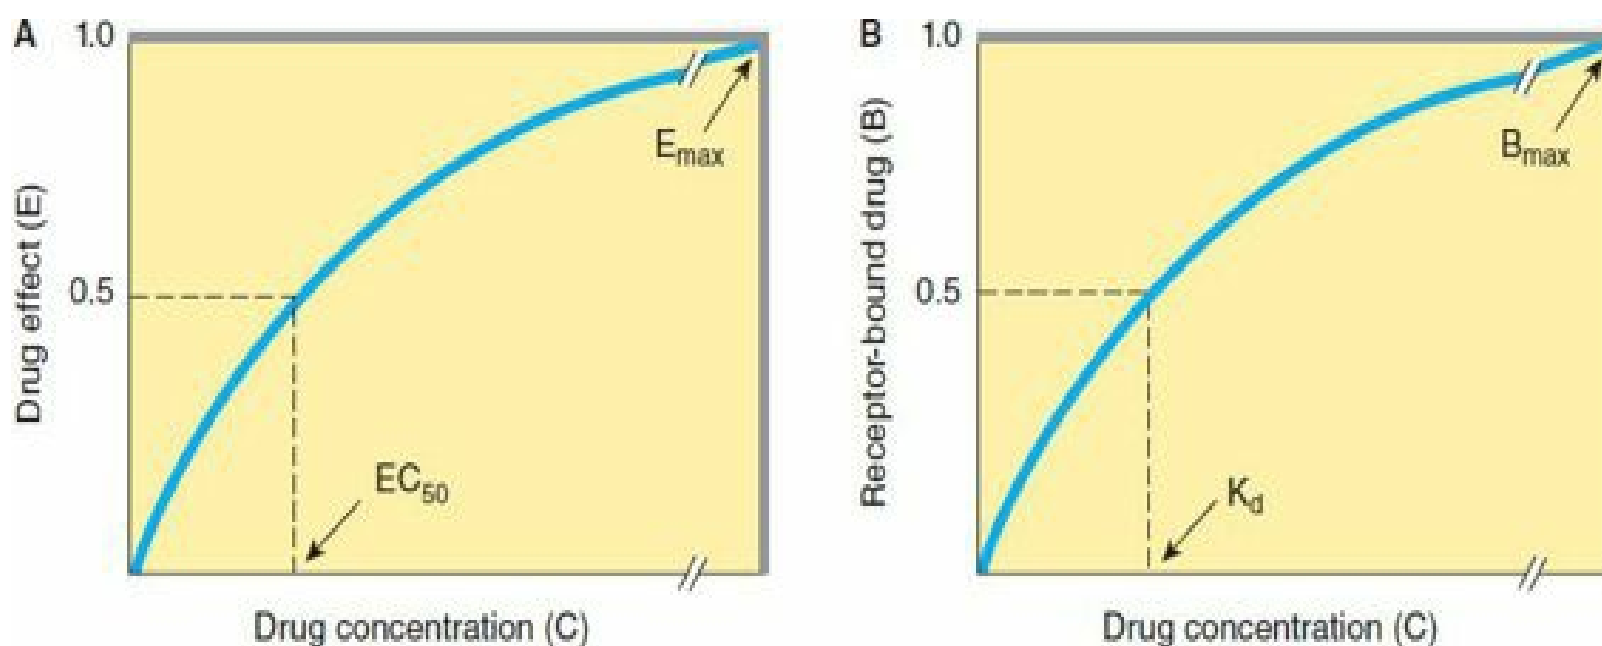 A
1.0
Emax
0.5
EC50
Drug effect (E)
Drug concentration (C)
B
1.0
Bmax
0.5
Kd
Receptor-bound drug (B)
Drug concentration (C)